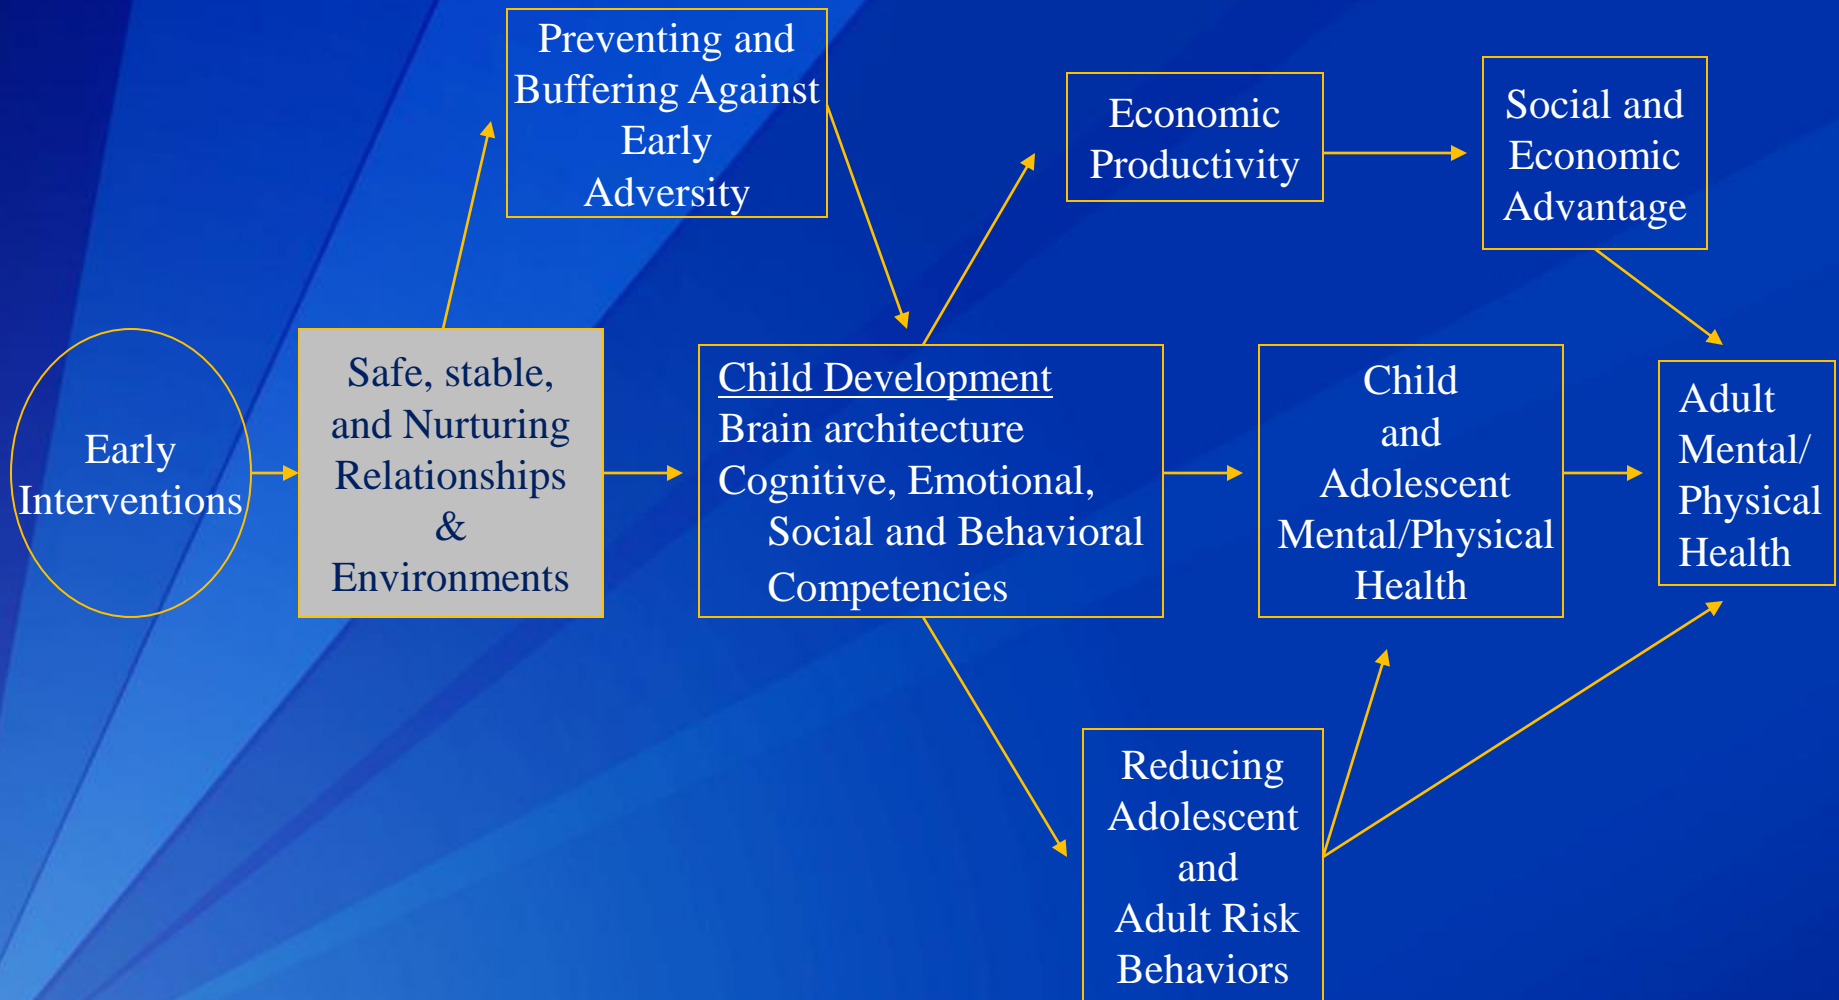 Early
Interventions
Safe, stable,
and Nurturing
Relationships
&
Environments
Preventing and
Buffering Against
Early
Adversity
Child Development
Brain architecture
Cognitive, Emotional,
Social and Behavioral
Competencies
Economic
Productivity
Social and
Economic
Advantage
Child
and
Adolescent
Mental/Physical
Health
Reducing
Adolescent
and
Adult Risk
Behaviors
Adult
Mental/
Physical
Health